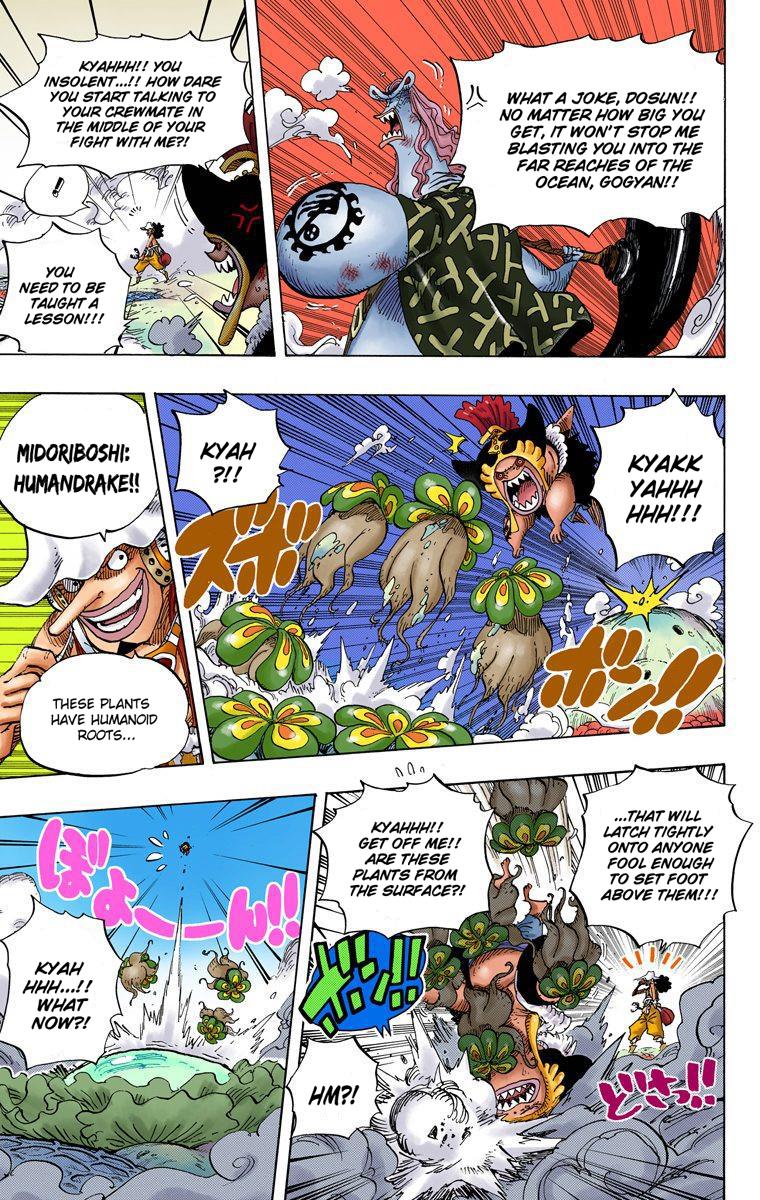 WHAT A JOKE, DOSUN!!
NO MATTER HOW BIG YOU
GET, IT WON'T STOP ME
BLASTING YOU INTO THE
FAR REACHES OF THE
OCEAN, GOGYAN!!
KYAHHH!! YOU
INSOLENT...!! HOW DARE
YOU START TALKING TO
YOUR CREWMATE IN
THE MIDDLE OF YOUR
FIGHT WITH ME?!
!!
YOU
NEED TO BE
TAUGHT A
LESSON!!!
KYAKK
YAHHH
HHH!!!
ボーン!!
KYAH
?!!
ズボッ
MIDORIBOSHI:
HUMANDRAKE!!
THESE PLANTS
HAVE HUMANOID
ROOTS...
...THAT WILL
LATCH TIGHTLY
ONTO ANYONE
FOOL ENOUGH
TO SET FOOT
ABOVE THEM!!!
KYAHHH!!
GET OFF ME!!
ARE THESE
PLANTS FROM
THE SURFACE?!
ズン!!
どさっ!!
HM?!
ぼよーーん!!
KYAH
HHH...!!
WHAT
NOW?!